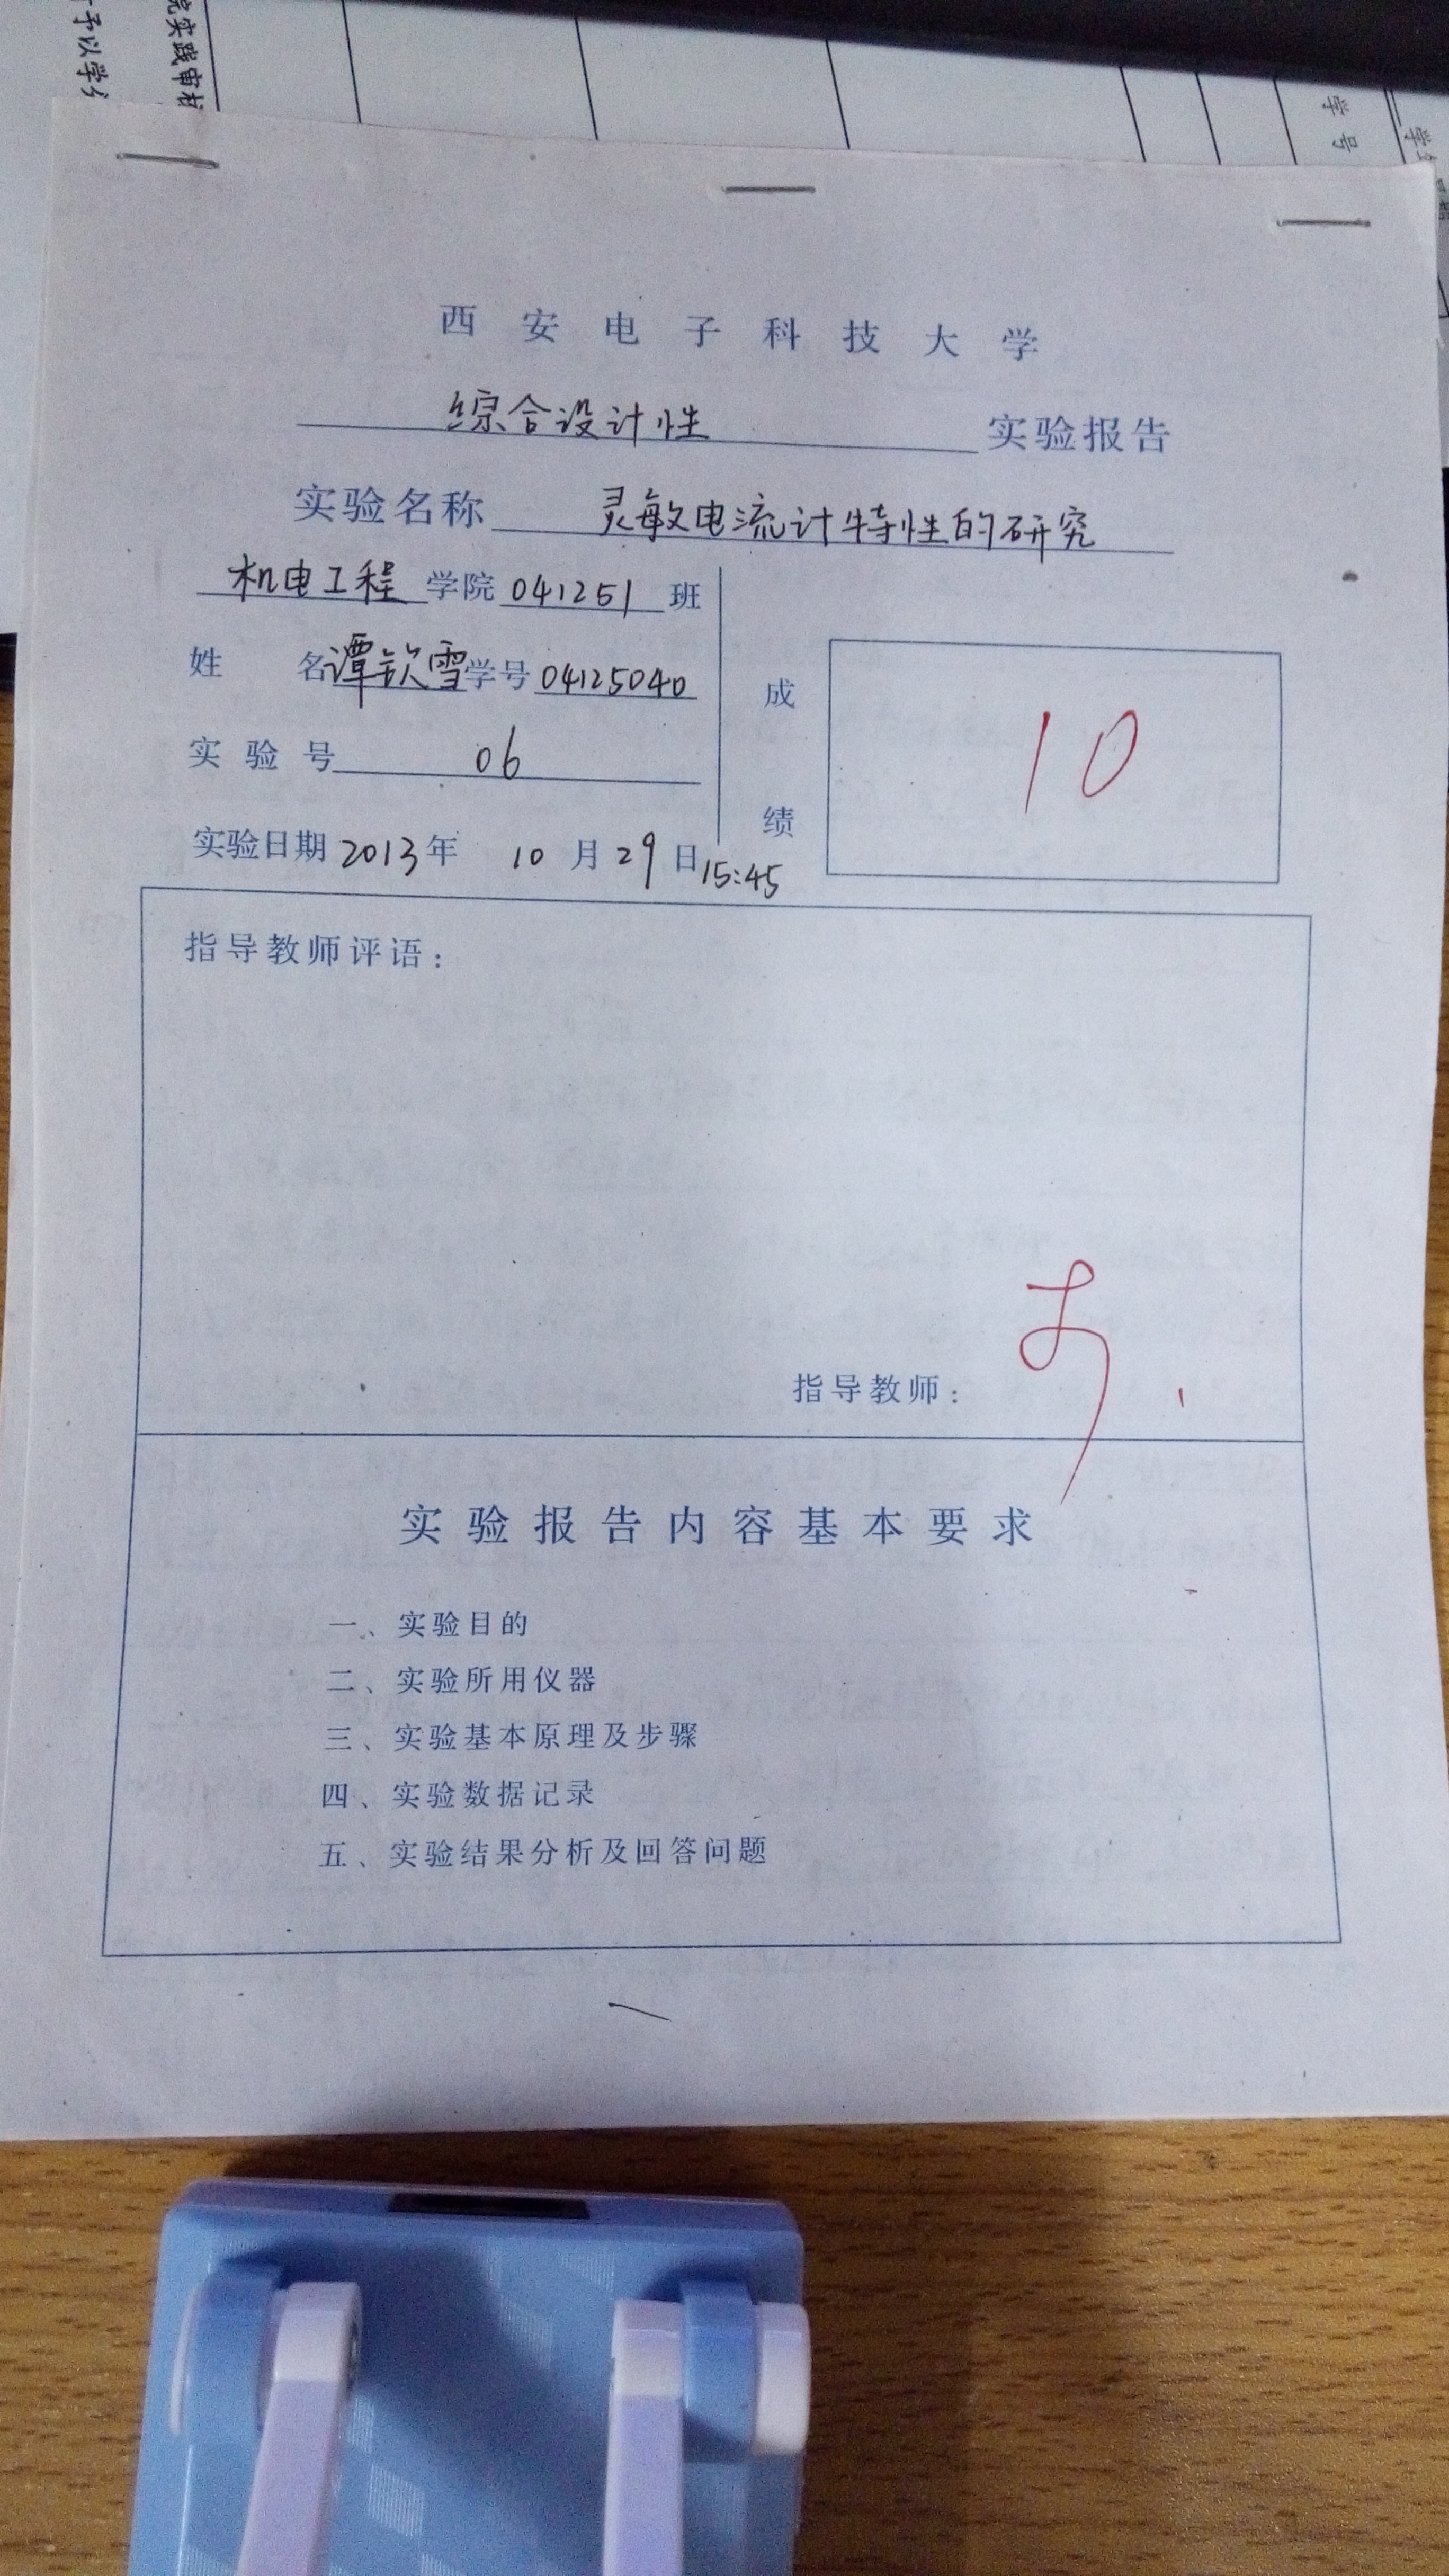 予以学分
院实践审核
学号
西安电子科技大学
综合设计性 实验报告
实验名称 灵敏电流计特性的研究
机电工程 学院 041251 班
姓 名 谭钦雪 学号 04125040
实验号 06
实验日期 2013 年 10 月 29 日 15:45
成绩
10
指导教师评语：
指导教师：
实验报告内容基本要求
一、实验目的
二、实验所用仪器
三、实验基本原理及步骤
四、实验数据记录
五、实验结果分析及回答问题